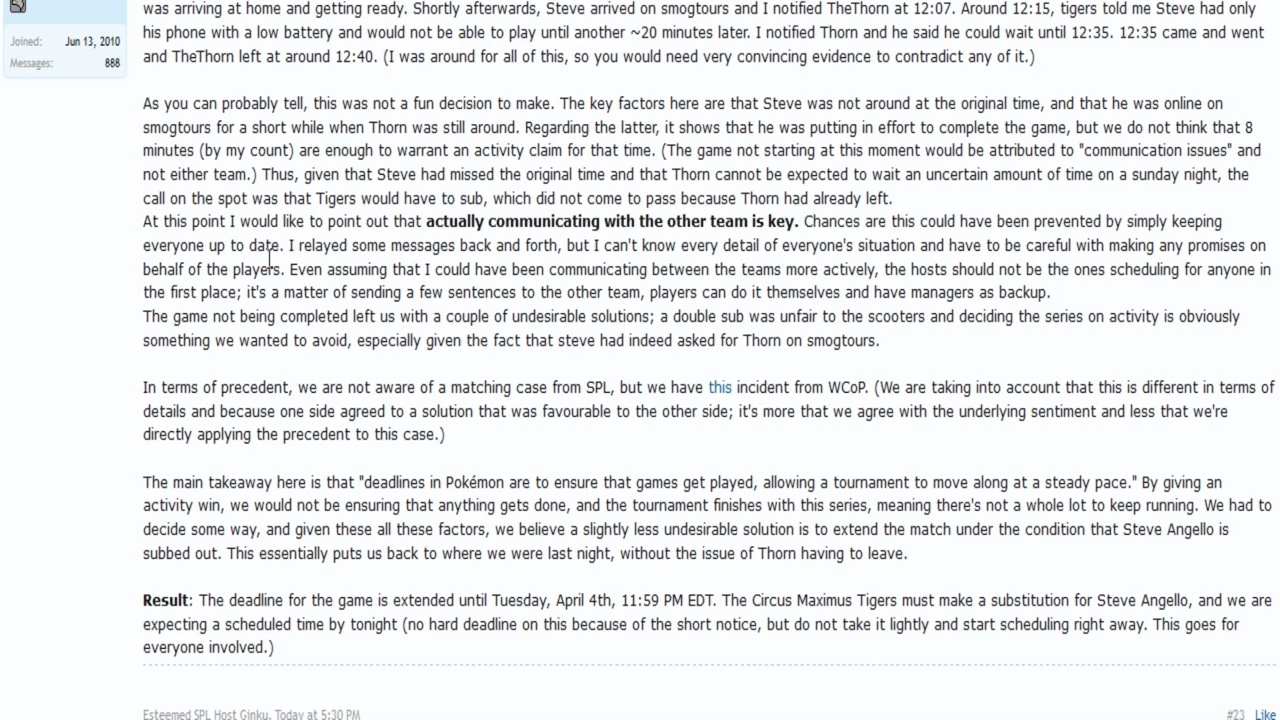 was arriving at home and getting ready. Shortly afterwards, Steve arrived on smogtours and I notified TheThorn at 12:07. Around 12:15, tigers told me Steve had only
Joined: Jun 13, 2010
his phone with a low battery and would not be able to play until another ~20 minutes later. I notified Thorn and he said he could wait until 12:35. 12:35 came and went
Messages: 888
and TheThorn left at around 12:40. (I was around for all of this, so you would need very convincing evidence to contradict any of it.)
As you can probably tell, this was not a fun decision to make. The key factors here are that Steve was not around at the original time, and that he was online on
smogtours for a short while when Thorn was still around. Regarding the latter, it shows that he was putting in effort to complete the game, but we do not think that 8
minutes (by my count) are enough to warrant an activity claim for that time. (The game not starting at this moment would be attributed to "communication issues" and
not either team.) Thus, given that Steve had missed the original time and that Thorn cannot be expected to wait an uncertain amount of time on a sunday night, the
call on the spot was that Tigers would have to sub, which did not come to pass because Thorn had already left.
At this point I would like to point out that actually communicating with the other team is key. Chances are this could have been prevented by simply keeping
everyone up to date. I relayed some messages back and forth, but I can't know every detail of everyone's situation and have to be careful with making any promises on
behalf of the players. Even assuming that I could have been communicating between the teams more actively, the hosts should not be the ones scheduling for anyone in
the first place; it's a matter of sending a few sentences to the other team, players can do it themselves and have managers as backup.
The game not being completed left us with a couple of undesirable solutions; a double sub was unfair to the scooters and deciding the series on activity is obviously
something we wanted to avoid, especially given the fact that steve had indeed asked for Thorn on smogtours.
In terms of precedent, we are not aware of a matching case from SPL, but we have this incident from WCoP. (We are taking into account that this is different in terms of
details and because one side agreed to a solution that was favourable to the other side; it's more that we agree with the underlying sentiment and less that we're
directly applying the precedent to this case.)
The main takeaway here is that "deadlines in Pokémon are to ensure that games get played, allowing a tournament to move along at a steady pace." By giving an
activity win, we would not be ensuring that anything gets done, and the tournament finishes with this series, meaning there's not a whole lot to keep running. We had to
decide some way, and given these all these factors, we believe a slightly less undesirable solution is to extend the match under the condition that Steve Angello is
subbed out. This essentially puts us back to where we were last night, without the issue of Thorn having to leave.
Result: The deadline for the game is extended until Tuesday, April 4th, 11:59 PM EDT. The Circus Maximus Tigers must make a substitution for Steve Angello, and we are
expecting a scheduled time by tonight (no hard deadline on this because of the short notice, but do not take it lightly and start scheduling right away. This goes for
everyone involved.)
Esteemed SPL Host Ginku, Today at 5:30 PM #23 Like